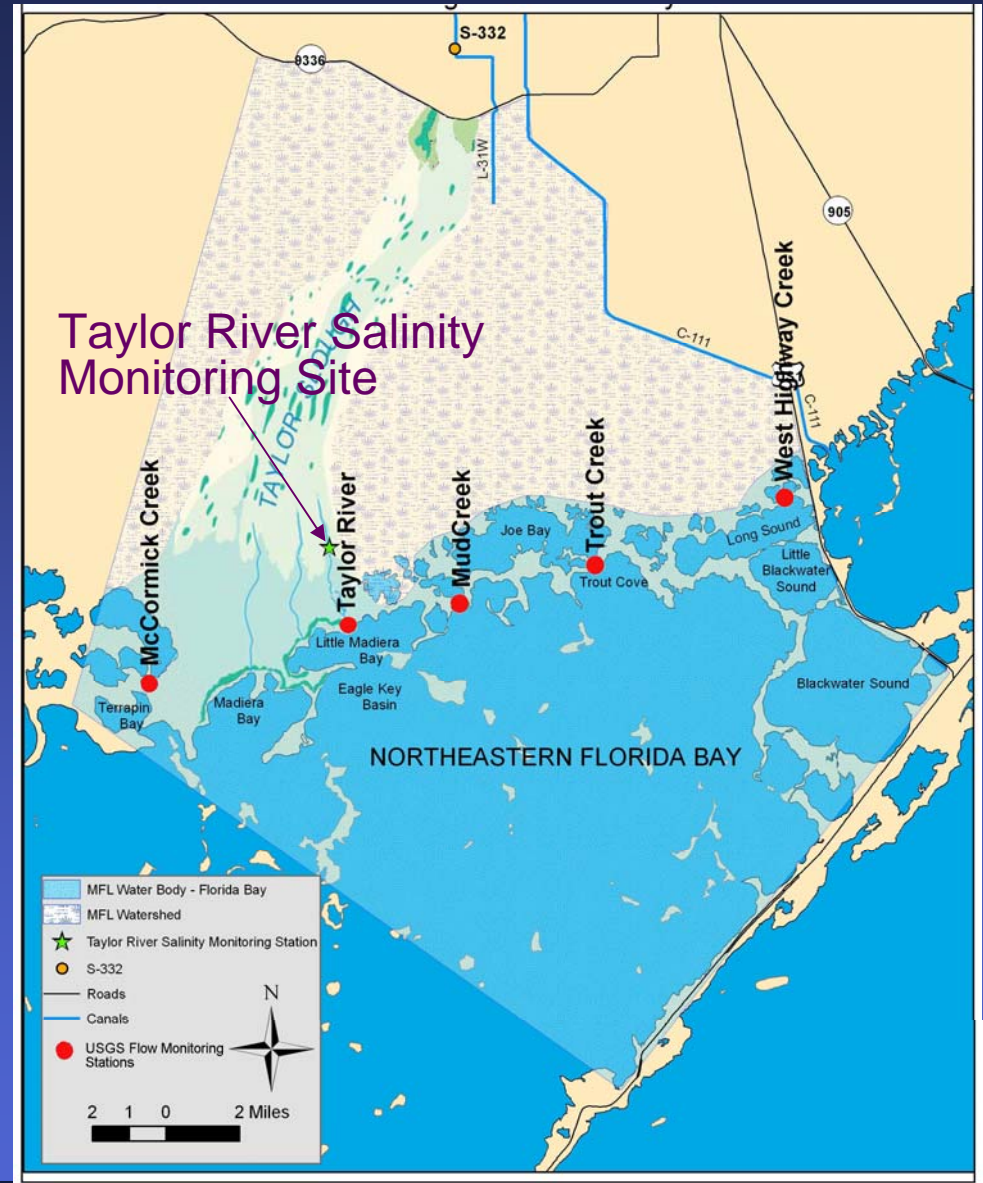 S-332
9336
L-31W
905
Taylor River Salinity
Monitoring Site
TAYLOR SLOUGH
C-111
C-111
West Highway Creek
Trout Creek
MudCreek
Taylor River
McCormick Creek
Joe Bay
Long Sound
Trout Cove
Little
Blackwater
Sound
Little Madiera
Bay
Eagle Key
Basin
Madiera
Bay
Terrapin
Bay
Blackwater Sound
NORTHEASTERN FLORIDA BAY
MFL Water Body - Florida Bay
MFL Watershed
Taylor River Salinity Monitoring Station
S-332
Roads
Canals
USGS Flow Monitoring
Stations
N
2 1 0 2 Miles